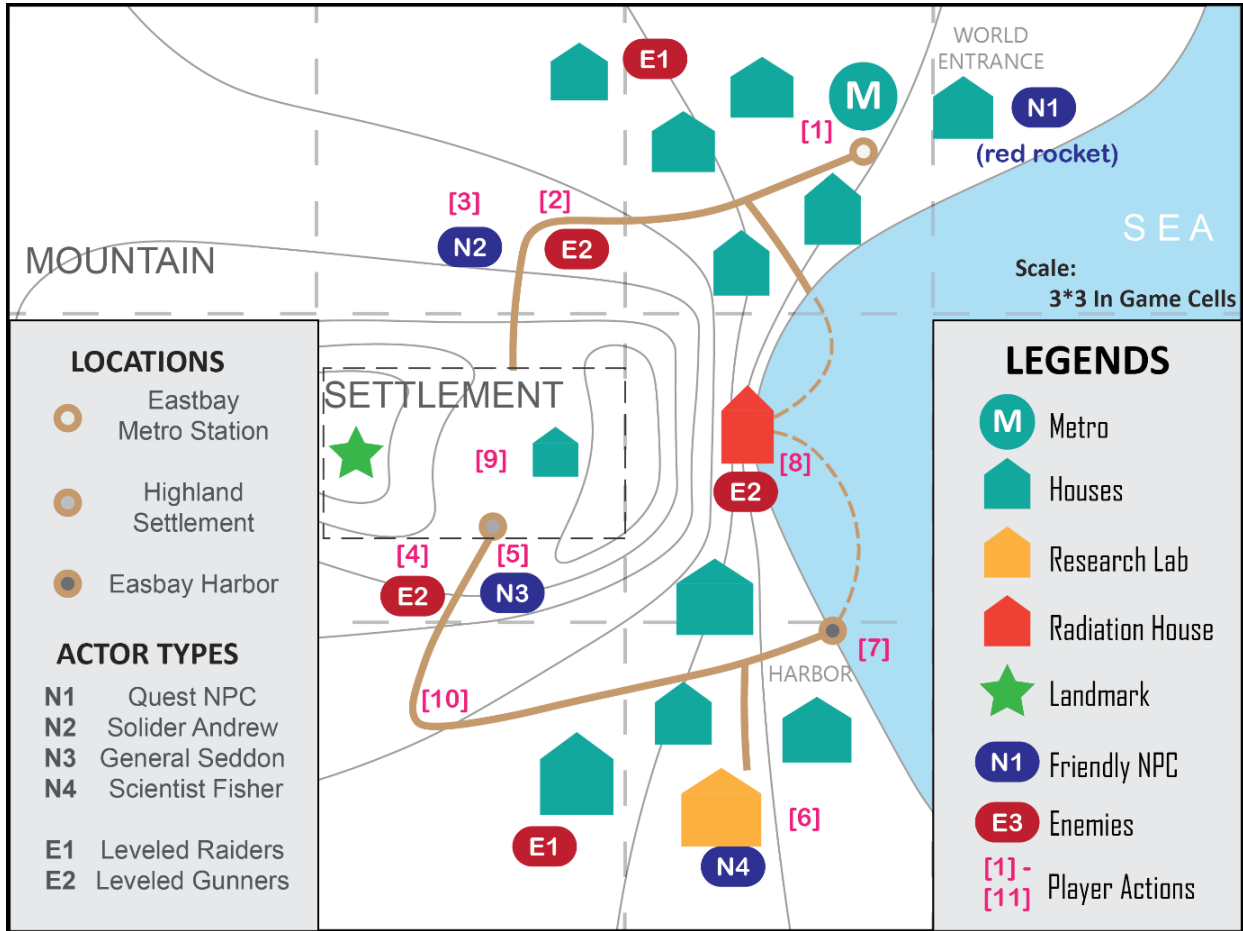 WORLD
ENTRANCE
E1
M
N1
[1]
(red rocket)
[3]
[2]
N2
E2
SEA
MOUNTAIN
Scale:
3*3 In Game Cells
LOCATIONS
Eastbay
Metro Station
Highland
Settlement
Easbay Harbor
ACTOR TYPES
N1 Quest NPC
N2 Solider Andrew
N3 General Seddon
N4 Scientist Fisher
E1 Leveled Raiders
E2 Leveled Gunners
SETTLEMENT
[9]
[8]
E2
[4]
[5]
E2
N3
[7]
HARBOR
[10]
[6]
E1
N4
LEGENDS
M Metro
Houses
Research Lab
Radiation House
Landmark
N1 Friendly NPC
E3 Enemies
[1] -
[11] Player Actions